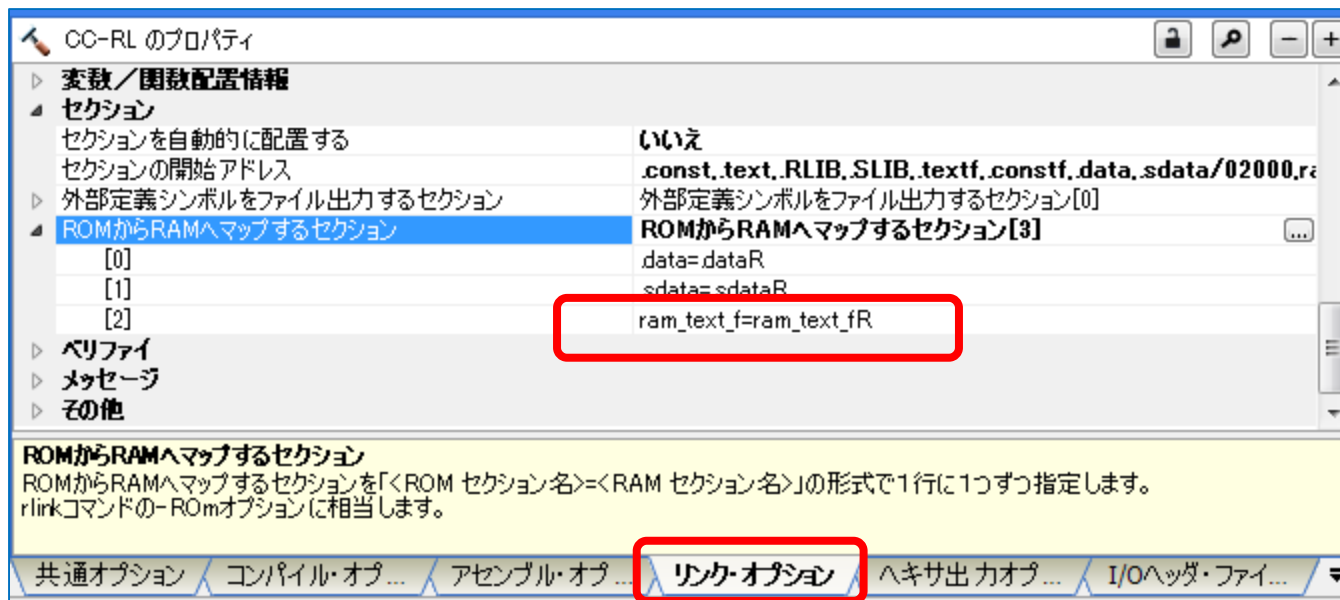 CC-RL のプロパティ
変数／関数配置情報
セクション
セクションを自動的に配置する いいえ
セクションの開始アドレス .const,.text,.RLIB,.SLIB,.textf,.constf,.data,.sdata/02000,ra
外部定義シンボルをファイル出力するセクション 外部定義シンボルをファイル出力するセクション[0]
ROMからRAMへマップするセクション ROMからRAMへマップするセクション[3] ...
[0] .data=.dataR
[1] .sdata=.sdataR
[2] ram_text_f=ram_text_fR
ベリファイ
メッセージ
その他
ROMからRAMへマップするセクション
ROMからRAMへマップするセクションを「<ROM セクション名>=<RAM セクション名>」の形式で1行に1つずつ指定します。
rlinkコマンドの-ROmオプションに相当します。
共通オプション コンパイル・オプ... アセンブル・オプ... リンク・オプション ヘキサ出力オプ... I/Oヘッダ・ファイ...